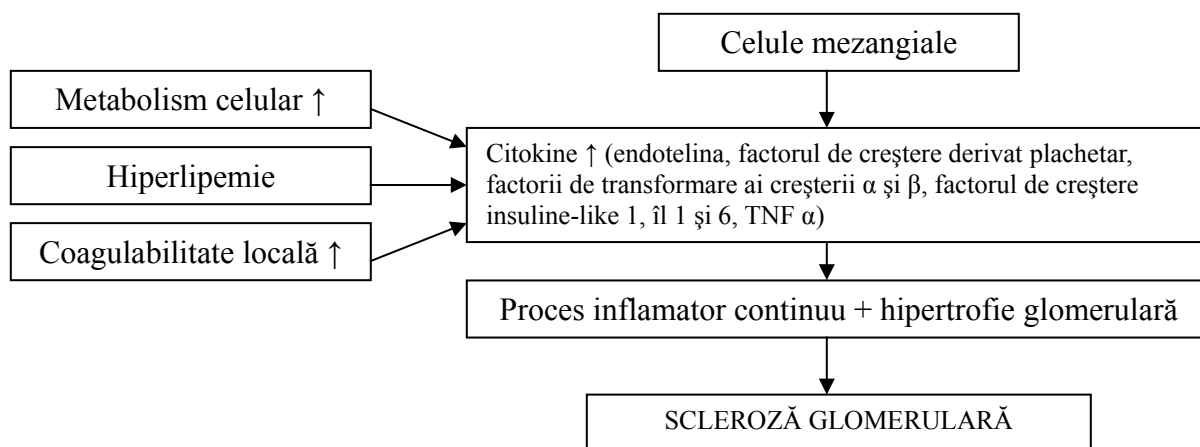 Celule mezangiale
Metabolism celular ↑
Hiperlipemie
Coagulabilitate locală ↑
Citokine ↑ (endotelina, factorul de creştere derivat plachetar,
factorii de transformare ai creşterii α şi β, factorul de creştere
insuline-like 1, îl 1 şi 6, TNF α)
Proces inflamator continuu + hipertrofie glomerulară
SCLEROZĂ GLOMERULARĂ